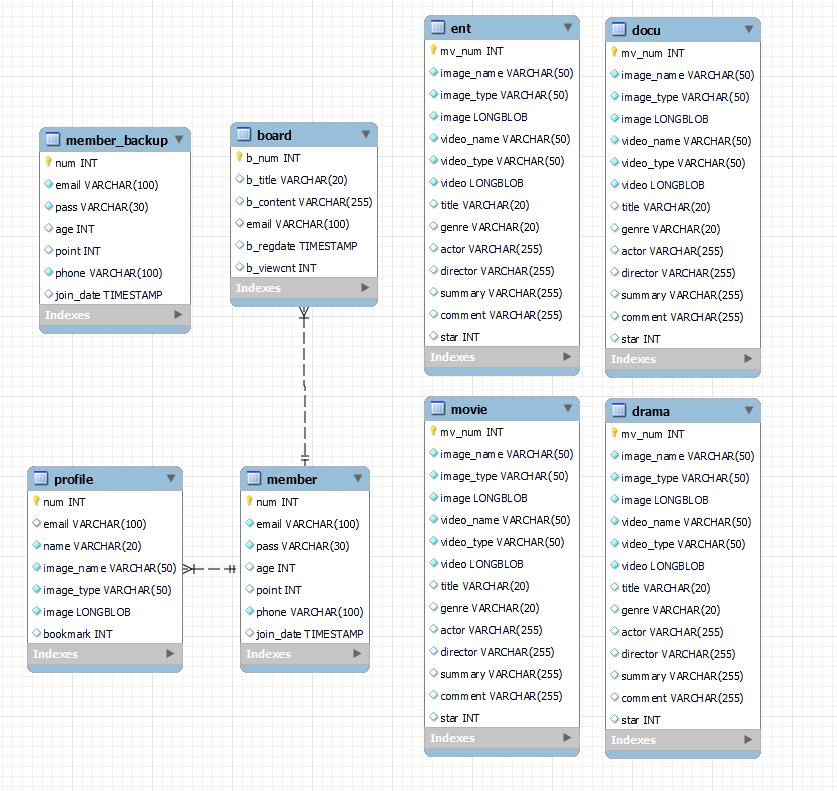 member_backup
num INT
email VARCHAR(100)
pass VARCHAR(30)
age INT
point INT
phone VARCHAR(100)
join_date TIMESTAMP
Indexes
board
b_num INT
b_title VARCHAR(20)
b_content VARCHAR(255)
email VARCHAR(100)
b_regdate TIMESTAMP
b_viewcnt INT
Indexes
ent
mv_num INT
image_name VARCHAR(50)
image_type VARCHAR(50)
image LONGBLOB
video_name VARCHAR(50)
video_type VARCHAR(50)
video LONGBLOB
title VARCHAR(20)
genre VARCHAR(20)
actor VARCHAR(255)
director VARCHAR(255)
summary VARCHAR(255)
comment VARCHAR(255)
star INT
Indexes
docu
mv_num INT
image_name VARCHAR(50)
image_type VARCHAR(50)
image LONGBLOB
video_name VARCHAR(50)
video_type VARCHAR(50)
video LONGBLOB
title VARCHAR(20)
genre VARCHAR(20)
actor VARCHAR(255)
director VARCHAR(255)
summary VARCHAR(255)
comment VARCHAR(255)
star INT
Indexes
profile
num INT
email VARCHAR(100)
name VARCHAR(20)
image_name VARCHAR(50)
image_type VARCHAR(50)
image LONGBLOB
bookmark INT
Indexes
member
num INT
email VARCHAR(100)
pass VARCHAR(30)
age INT
point INT
phone VARCHAR(100)
join_date TIMESTAMP
Indexes
movie
mv_num INT
image_name VARCHAR(50)
image_type VARCHAR(50)
image LONGBLOB
video_name VARCHAR(50)
video_type VARCHAR(50)
video LONGBLOB
title VARCHAR(20)
genre VARCHAR(20)
actor VARCHAR(255)
director VARCHAR(255)
summary VARCHAR(255)
comment VARCHAR(255)
star INT
Indexes
drama
mv_num INT
image_name VARCHAR(50)
image_type VARCHAR(50)
image LONGBLOB
video_name VARCHAR(50)
video_type VARCHAR(50)
video LONGBLOB
title VARCHAR(20)
genre VARCHAR(20)
actor VARCHAR(255)
director VARCHAR(255)
summary VARCHAR(255)
comment VARCHAR(255)
star INT
Indexes